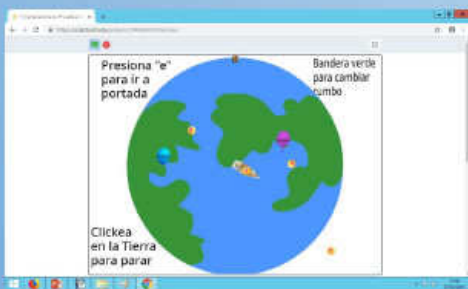 Presiona "e"
para ir a
portada
Bandera verde
para cambiar
rumbo
Clickea
en la Tierra
para parar